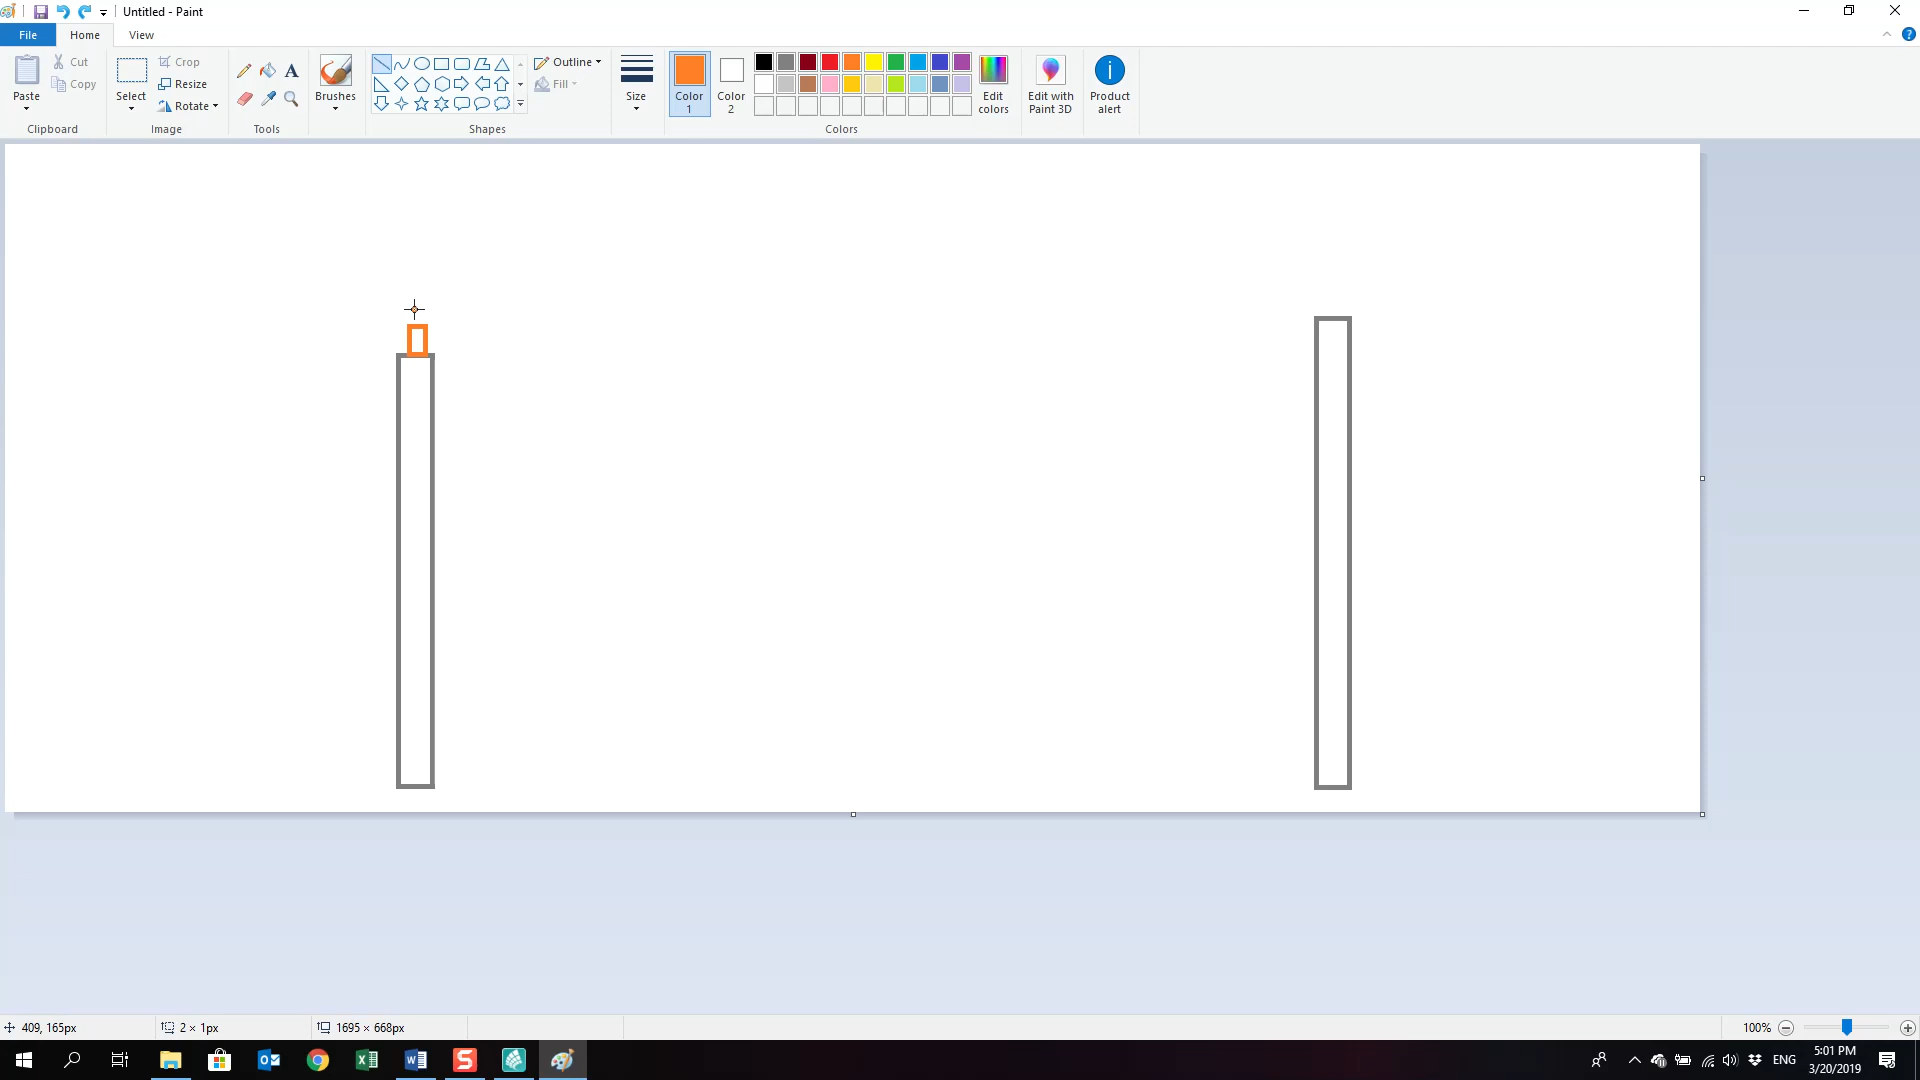 Untitled - Paint
File Home View
Paste Cut Copy Clipboard
Select Crop Resize Rotate Image
Tools
Brushes
Shapes Outline Fill
Size
Color 1 Color 2 Edit colors Colors
Edit with Paint 3D
Product alert
409, 165px 2 × 1px 1695 × 668px 100%
ENG 5:01 PM
3/20/2019